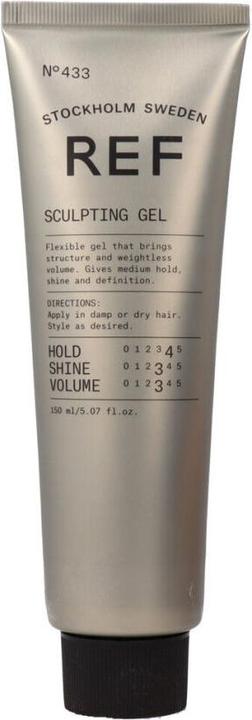 Nº433
STOCKHOLM SWEDEN
REF
SCULPTING GEL
Flexible gel that brings
structure and weightless
volume. Gives medium hold,
shine and definition.
DIRECTIONS:
Apply in damp or dry hair.
Style as desired.
HOLD 0 1 2 3 4 5
SHINE 0 1 2 3 4 5
VOLUME 0 1 2 3 4 5
150 ml/5.07 fl.oz.